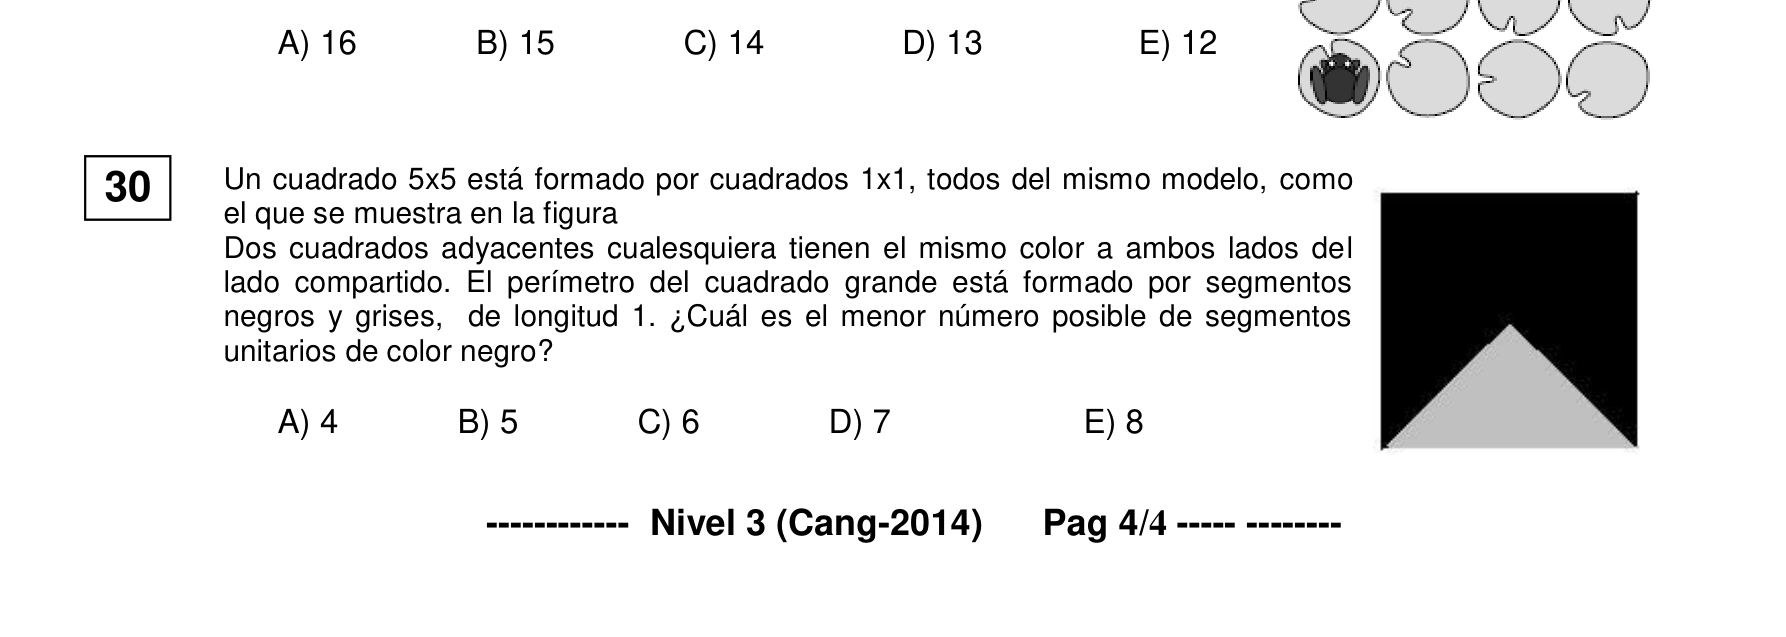 A) 16 B) 15 C) 14 D) 13 E) 12
30 Un cuadrado 5x5 está formado por cuadrados 1x1, todos del mismo modelo, como
el que se muestra en la figura
Dos cuadrados adyacentes cualesquiera tienen el mismo color a ambos lados del
lado compartido. El perímetro del cuadrado grande está formado por segmentos
negros y grises, de longitud 1. ¿Cuál es el menor número posible de segmentos
unitarios de color negro?
A) 4 B) 5 C) 6 D) 7 E) 8
------------ Nivel 3 (Cang-2014) Pag 4/4 ----- --------